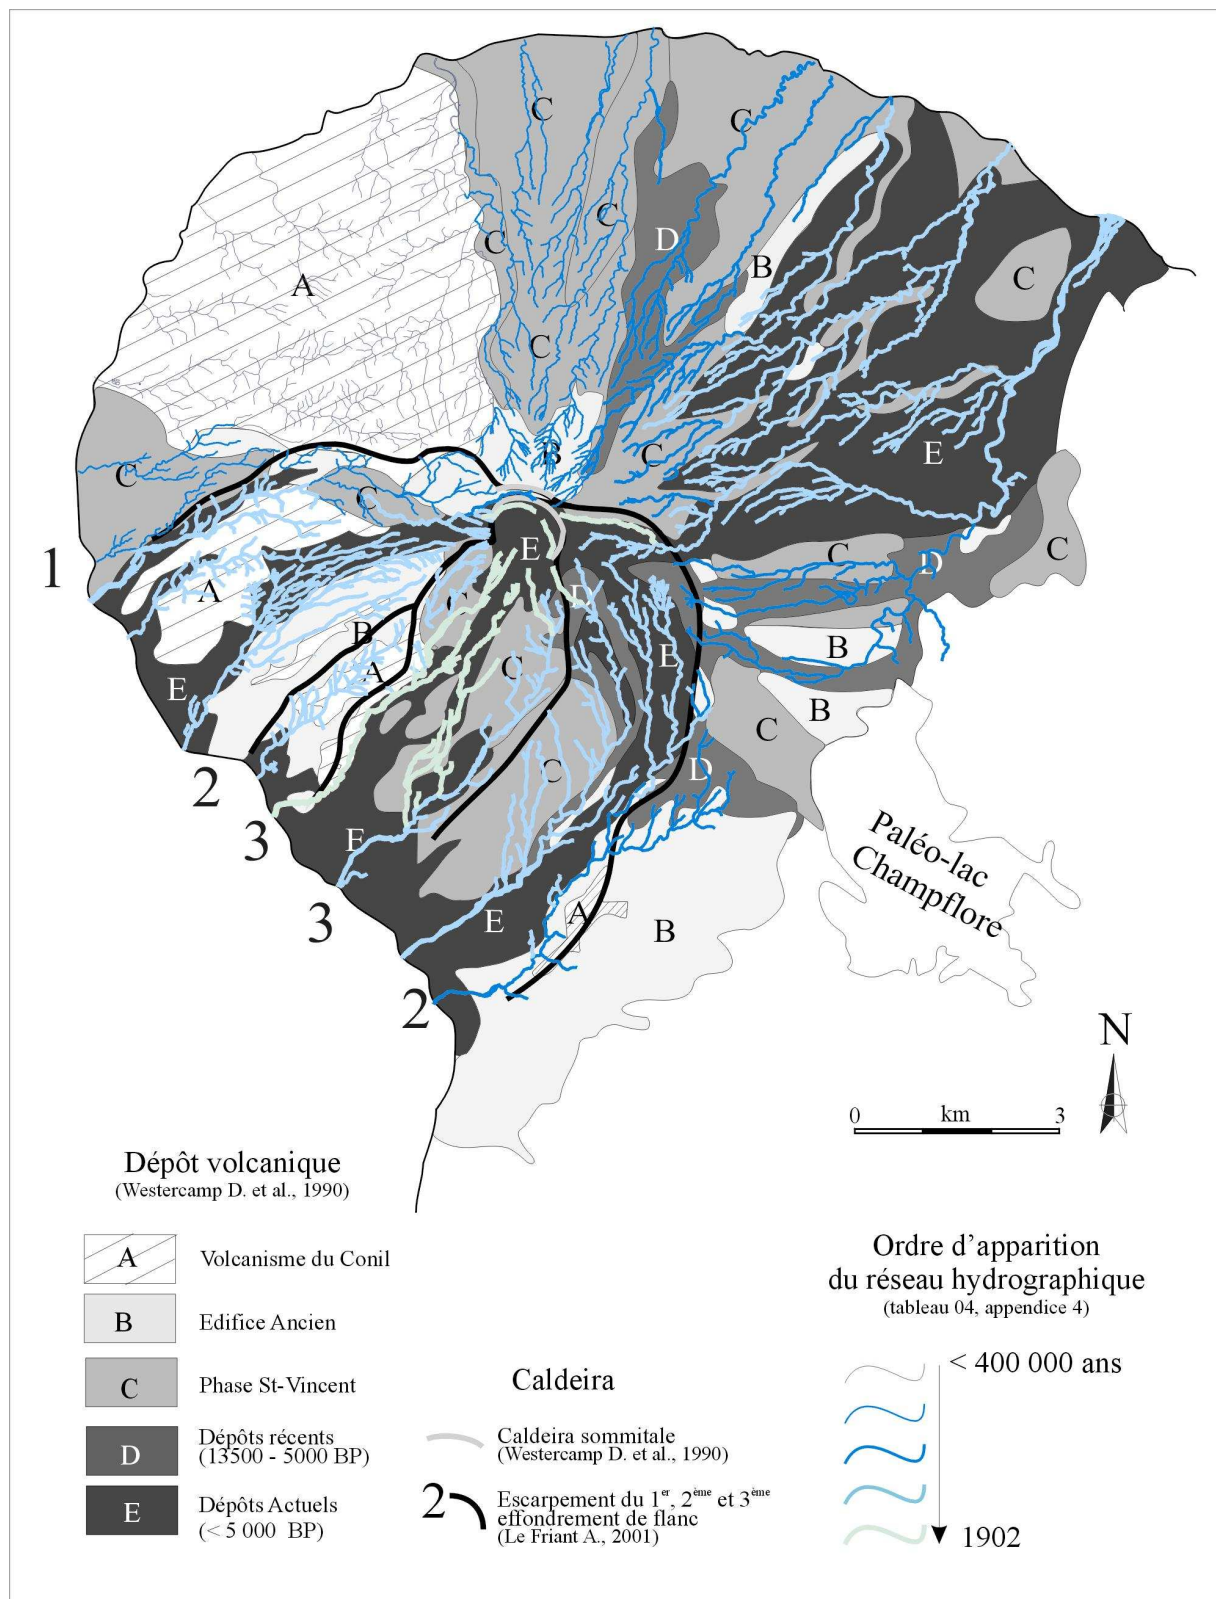 C
C
C
D
C
A
B
C
C
B
C
E
C
C
E
C
D
1
A
C
D
B
A
C
E
B
E
B
C
2
C
D
3
E
Paléo-lac
Champflore
3
E
A
B
2
N
0 km 3
Dépôt volcanique
(Westercamp D. et al., 1990)
A Volcanisme du Conil
B Edifice Ancien
C Phase St-Vincent
D Dépôts récents
(13500 - 5000 BP)
E Dépôts Actuels
(< 5 000 BP)
Caldeira
Caldeira sommitale
(Westercamp D. et al., 1990)
2 Escarpement du 1er, 2ème et 3ème
effondrement de flanc
(Le Friant A., 2001)
Ordre d’apparition
du réseau hydrographique
(tableau 04, appendice 4)
< 400 000 ans
1902